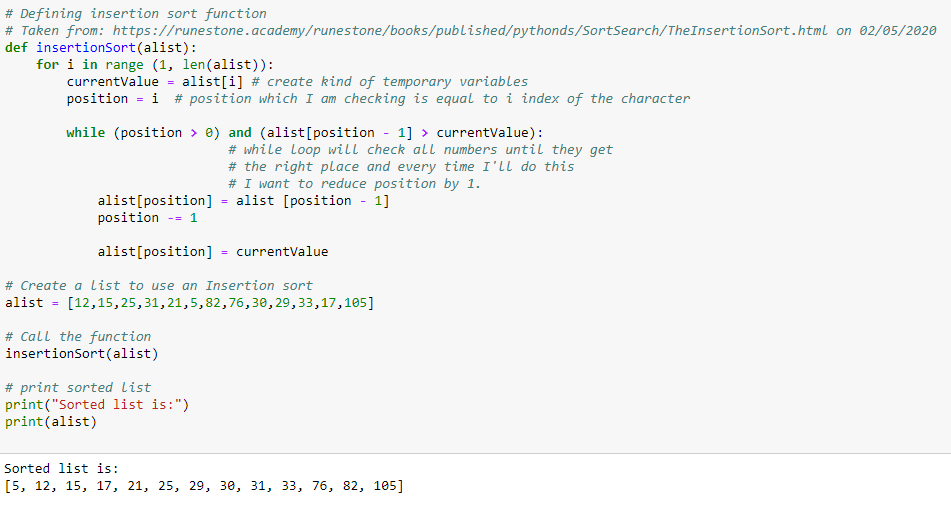 # Defining insertion sort function
# Taken from: https://runestone.academy/runestone/books/published/pythonds/SortSearch/TheInsertionSort.html on 02/05/2020
def insertionSort(alist):
    for i in range (1, len(alist)):
        currentValue = alist[i] # create kind of temporary variables
        position = i  # position which I am checking is equal to i index of the character
        while (position > 0) and (alist[position - 1] > currentValue):
                             # while loop will check all numbers until they get
                             # the right place and every time I'll do this
                             # I want to reduce position by 1.
            alist[position] = alist [position - 1]
            position -= 1
            alist[position] = currentValue
# Create a list to use an Insertion sort
alist = [12,15,25,31,21,5,82,76,30,29,33,17,105]
# Call the function
insertionSort(alist)
# print sorted list
print("Sorted list is:")
print(alist)
Sorted list is:
[5, 12, 15, 17, 21, 25, 29, 30, 31, 33, 76, 82, 105]